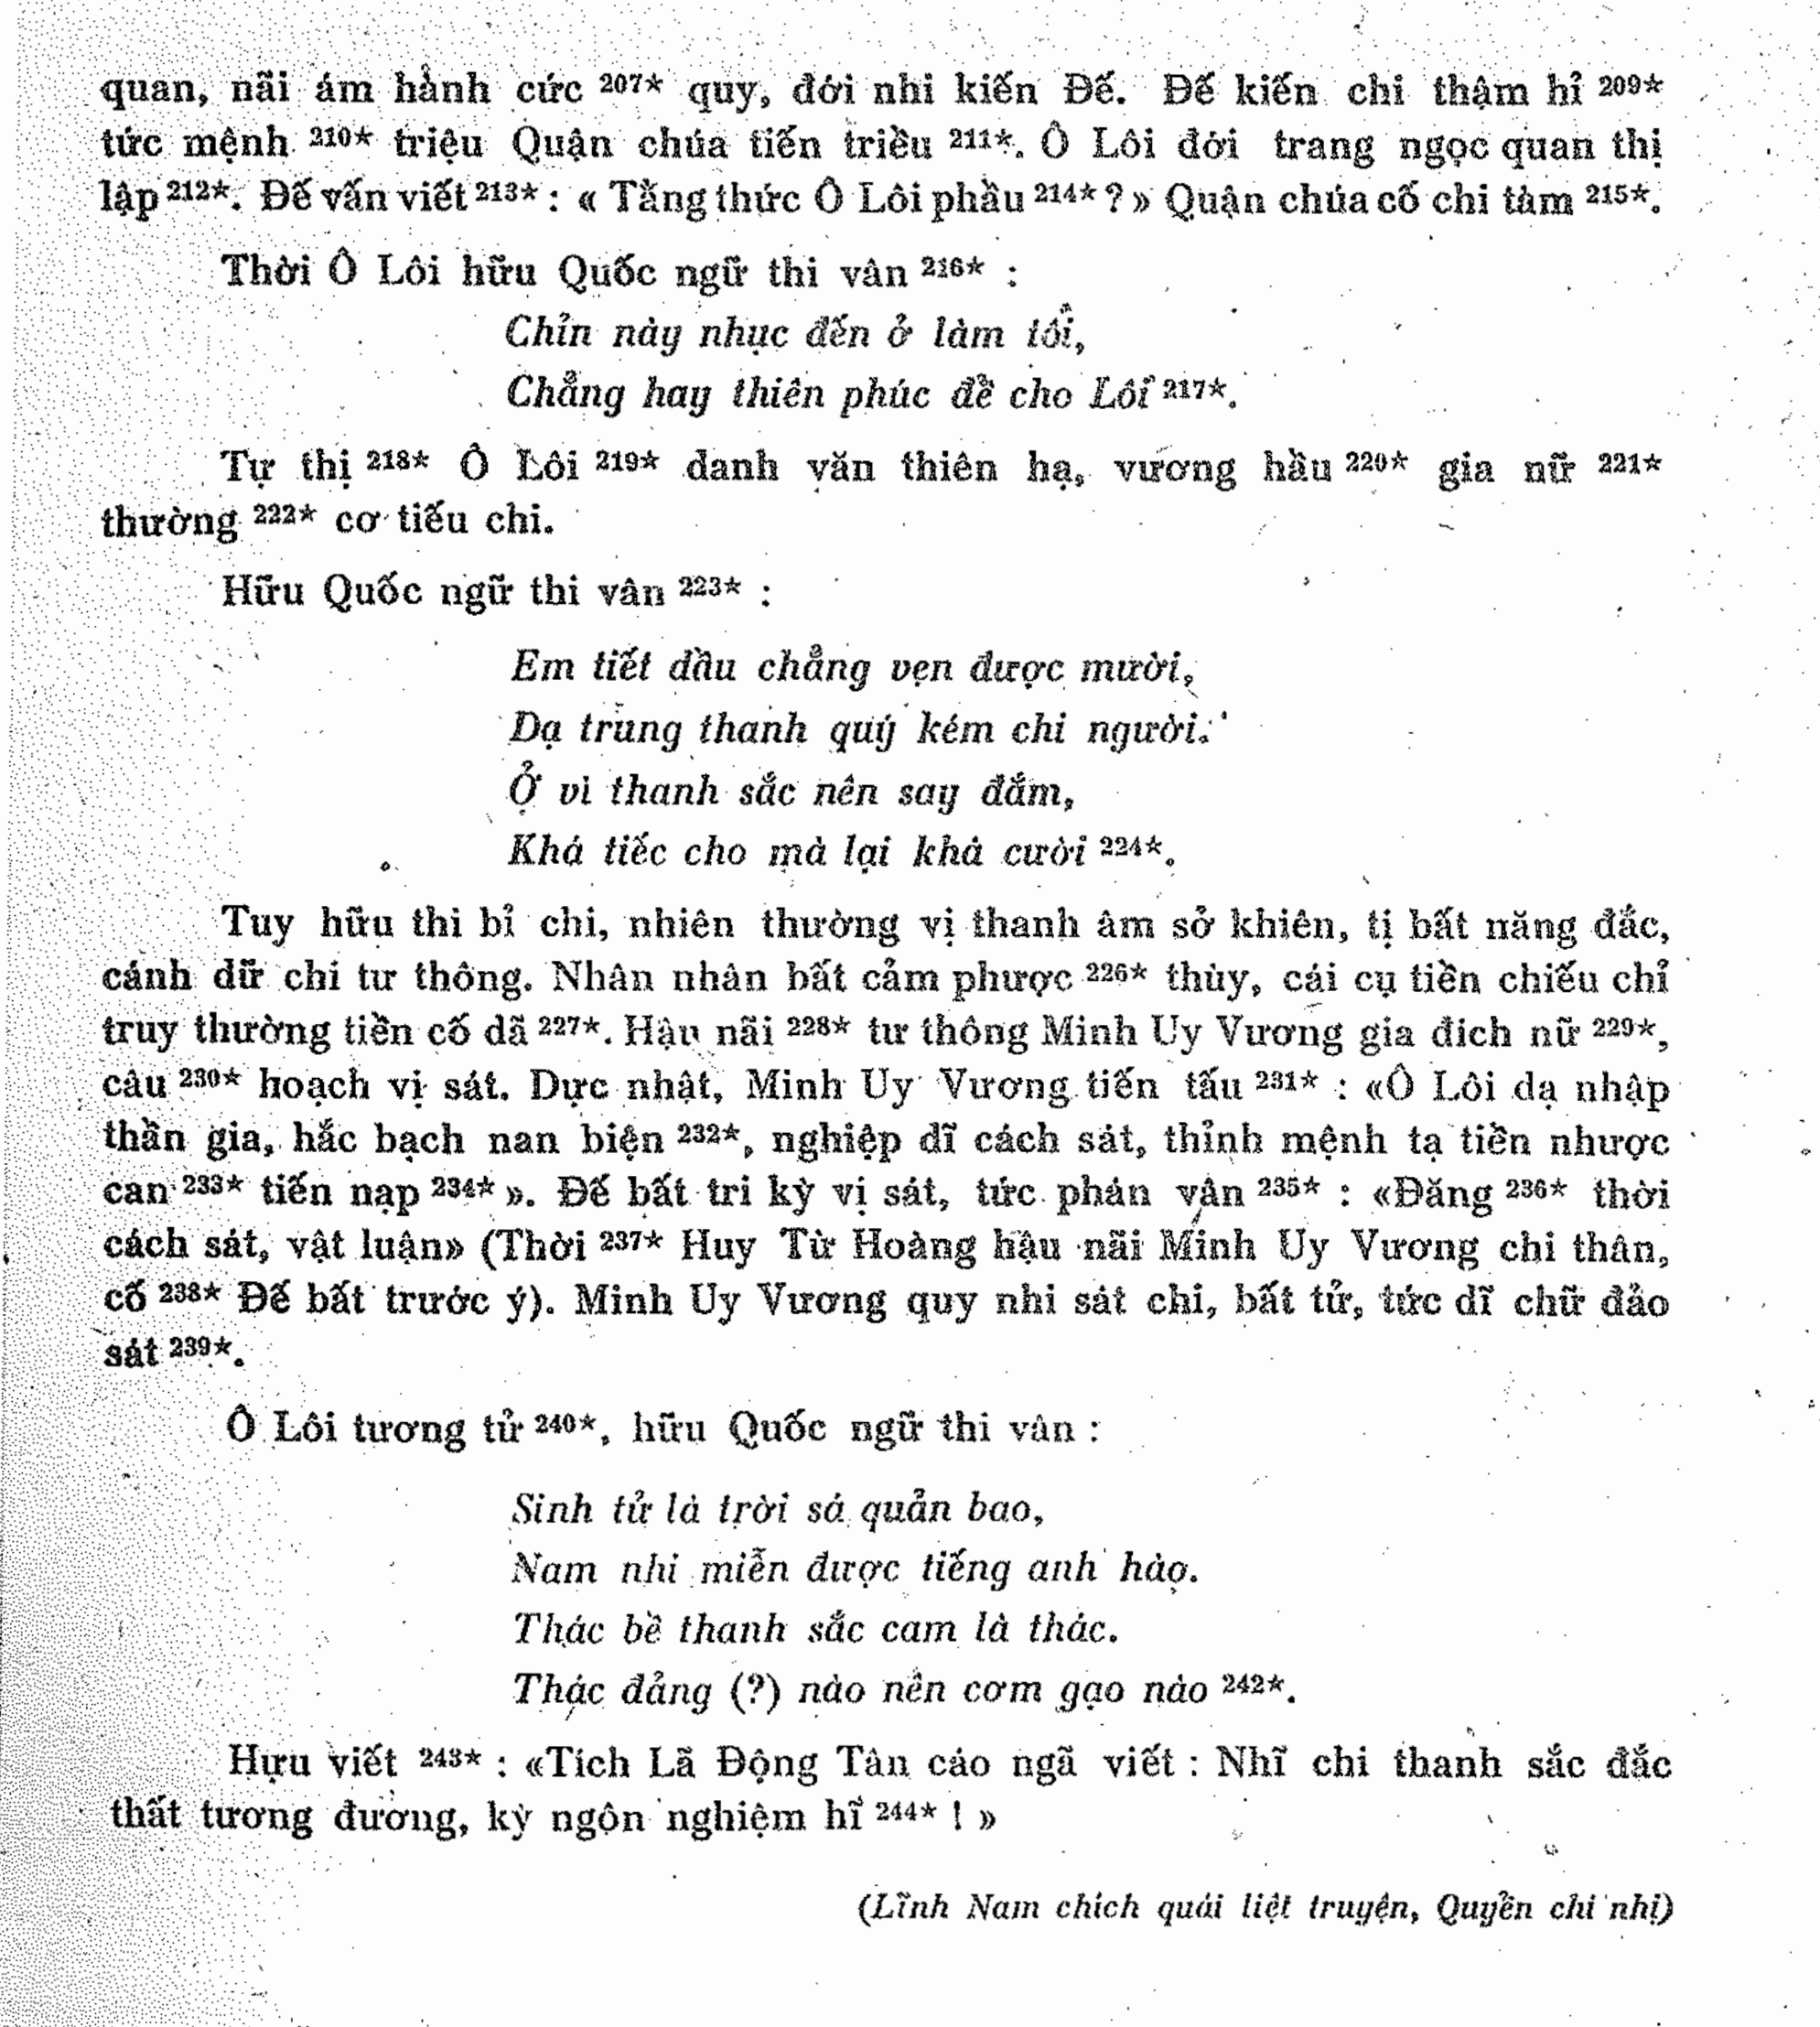 quan, nãi ám hành cức 207* quy, đới nhi kiến Đế. Đế kiến chi thậm hỉ 209*
tức mệnh 210* triệu Quận chúa tiến triều 211*. Ô Lôi đới trang ngọc quan thị
lập 212*. Đế vấn viết 213* : « Tằng thức Ô Lôi phầu 214* ? » Quận chúa cố chi tàm 215*.
Thời Ô Lôi hữu Quốc ngữ thi vân 216* :
Chỉn này nhục đến ở làm tôi,
Chẳng hay thiên phúc để cho Lôi 217*.
Tự thị 218* Ô Lôi 219* danh văn thiên hạ, vương hầu 220* gia nữ 221*
thường 222* cơ tiếu chi.
Hữu Quốc ngữ thi vân 223* :
Em tiết dầu chẳng vẹn được mười,
Dạ trùng thanh quý kém chi người.
Ở vì thanh sắc nên say đắm,
Khá tiếc cho mà lại khả cười 224*.
Tuy hữu thi bỉ chi, nhiên thường vị thanh âm sở khiên, tị bất năng đắc,
cánh dữ chi tư thông. Nhân nhân bất cảm phược 226* thùy, cái cụ tiền chiếu chỉ
truy thường tiền cố dã 227*. Hậu nãi 228* tư thông Minh Uy Vương gia đích nữ 229*,
câu 230* hoạch vị sát. Dực nhật, Minh Uy Vương tiến tấu 231* : «Ô Lôi dạ nhập
thần gia, hắc bạch nan biện 232*, nghiệp dĩ cách sát, thỉnh mệnh tạ tiền nhược
can 233* tiến nạp 234* ». Đế bất tri kỳ vị sát, tức phán vân 235* : «Đăng 236* thời
cách sát, vật luận» (Thời 237* Huy Từ Hoàng hậu nãi Minh Uy Vương chi thân,
cố 238* Đế bất trước ý). Minh Uy Vương quy nhi sát chi, bất tử, tức dĩ chữ đảo
sát 239*.
Ô Lôi tương tử 240*, hữu Quốc ngữ thi vân :
Sinh tử là trời sá quản bao,
Nam nhi miễn được tiếng anh hào.
Thác bề thanh sắc cam là thác.
Thác đảng (?) nào nên cơm gạo nào 242*.
Hựu viết 243* : «Tích Lã Động Tân cáo ngã viết : Nhĩ chi thanh sắc đắc
thất tương đương, kỳ ngôn nghiệm hĩ 244* ! »
(Lĩnh Nam chích quái liệt truyện, Quyển chi nhị)